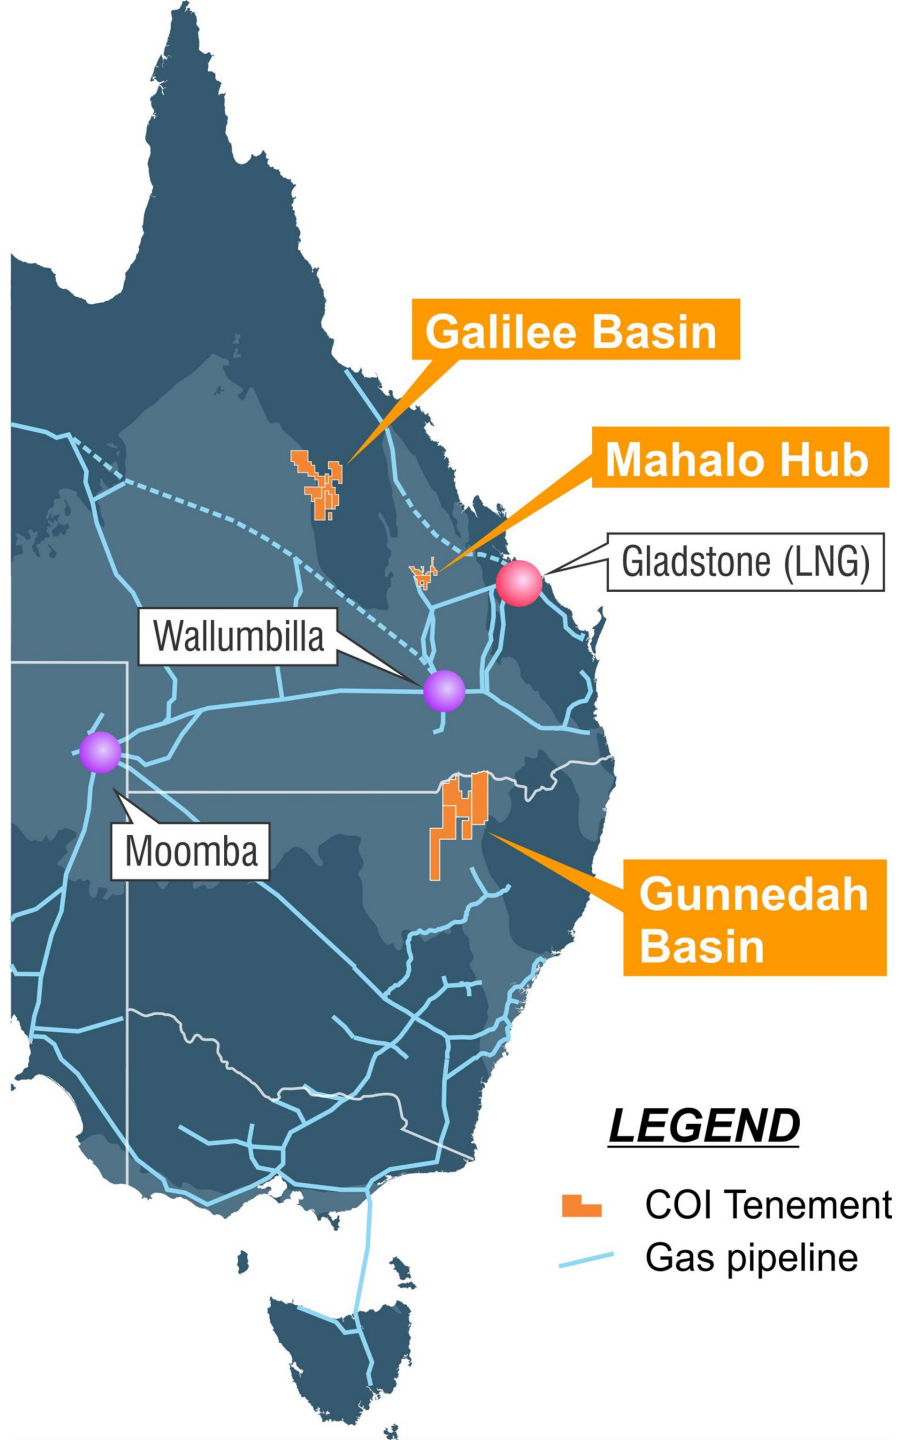 Galilee Basin
Mahalo Hub
Gladstone (LNG)
Wallumbilla
Moomba
Gunnedah
Basin
LEGEND
COI Tenement
Gas pipeline